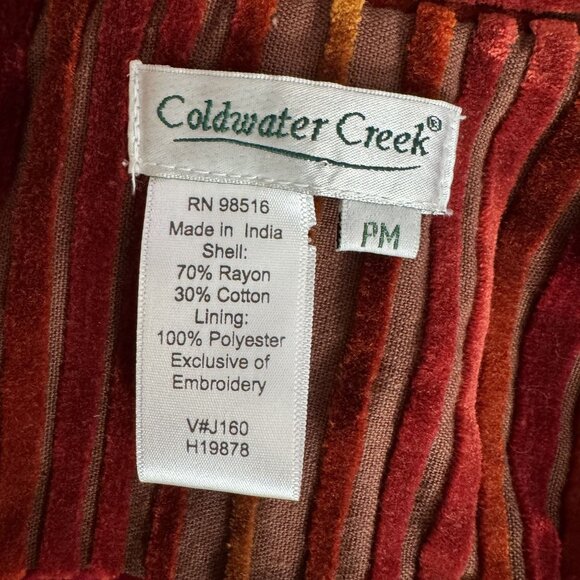 Coldwater Creek®
PM
RN 98516
Made in India
Shell:
70% Rayon
30% Cotton
Lining:
100% Polyester
Exclusive of
Embroidery
V#J160
H19878